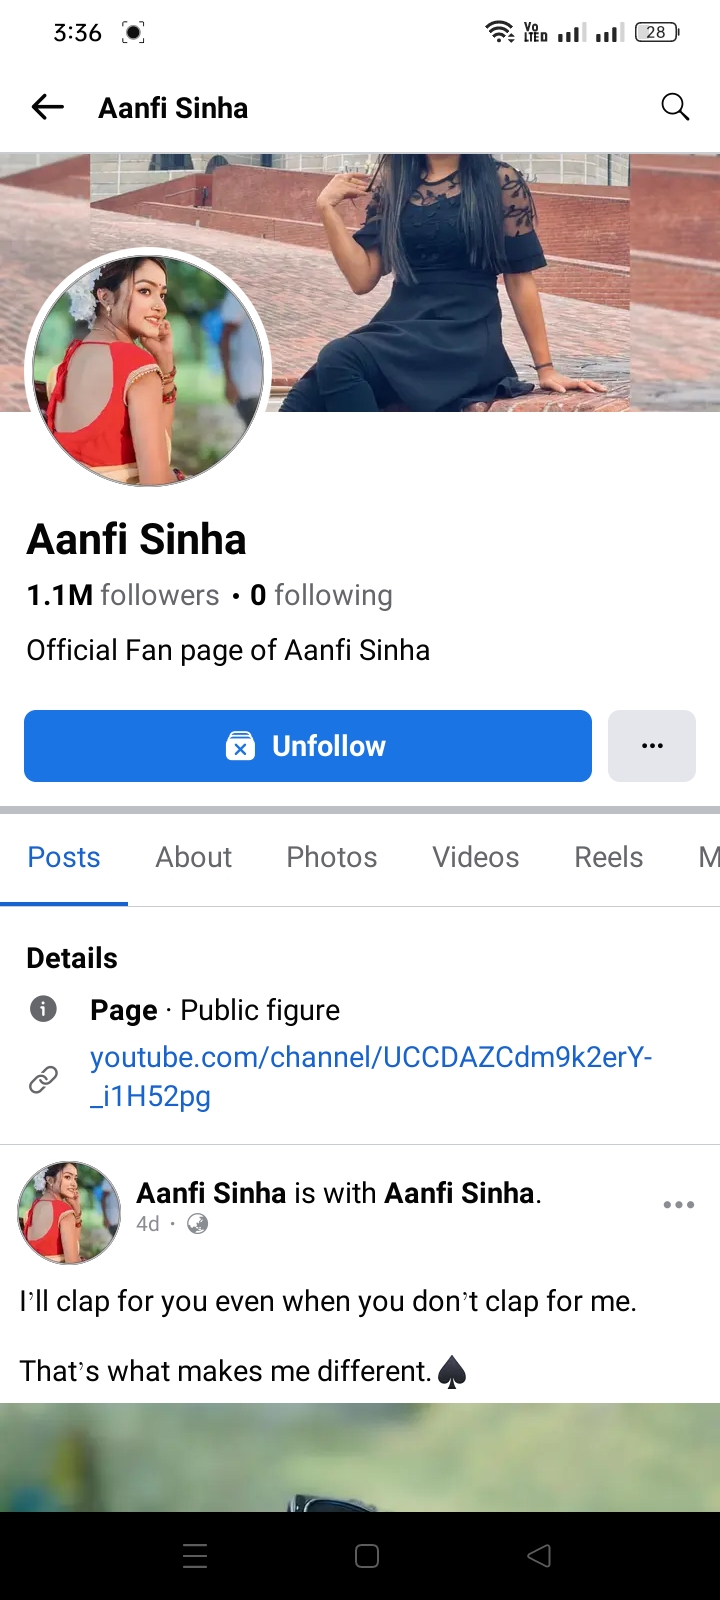 3:36
Vo
LTED
28
Aanfi Sinha
Aanfi Sinha
1.1M followers • 0 following
Official Fan page of Aanfi Sinha
Unfollow
Posts About Photos Videos Reels M
Details
Page · Public figure
youtube.com/channel/UCCDAZCdm9k2erY-
_i1H52pg
Aanfi Sinha is with Aanfi Sinha.
4d ·
I’ll clap for you even when you don’t clap for me.
That’s what makes me different.♠